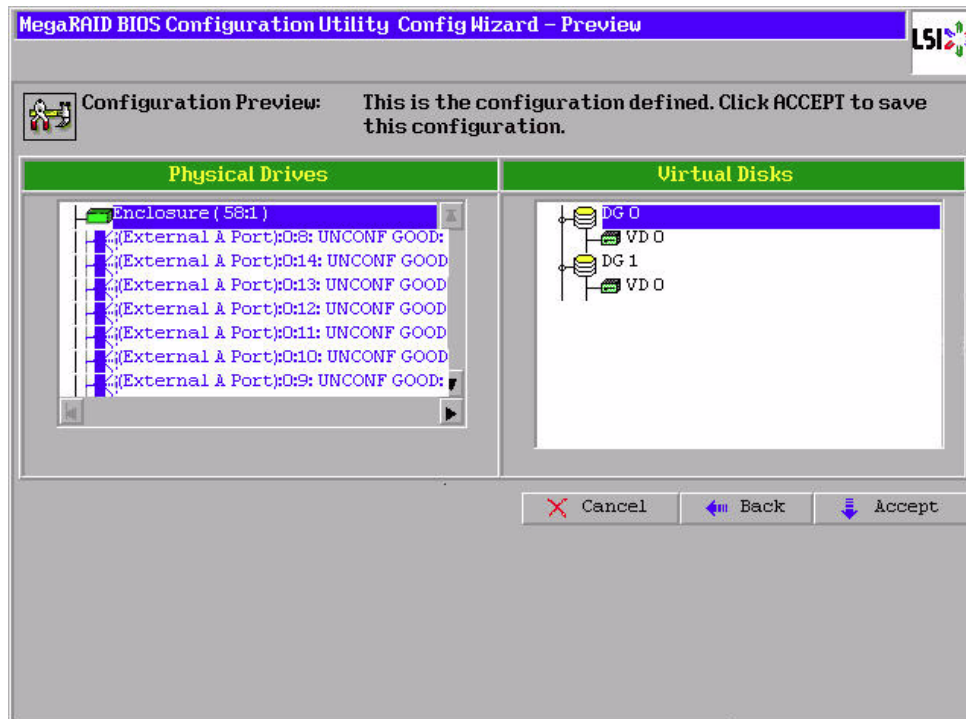 MegaRAID BIOS Configuration Utility Config Wizard – Preview
LSI
Configuration Preview: This is the configuration defined. Click ACCEPT to save
this configuration.
Physical Drives
Enclosure ( 58:1 )
(External A Port):0:8: UNCONF GOOD:
(External A Port):0:14: UNCONF GOOD
(External A Port):0:13: UNCONF GOOD
(External A Port):0:12: UNCONF GOOD
(External A Port):0:11: UNCONF GOOD
(External A Port):0:10: UNCONF GOOD
(External A Port):0:9: UNCONF GOOD:
Virtual Disks
DG 0
VD 0
DG 1
VD 0
Cancel Back Accept